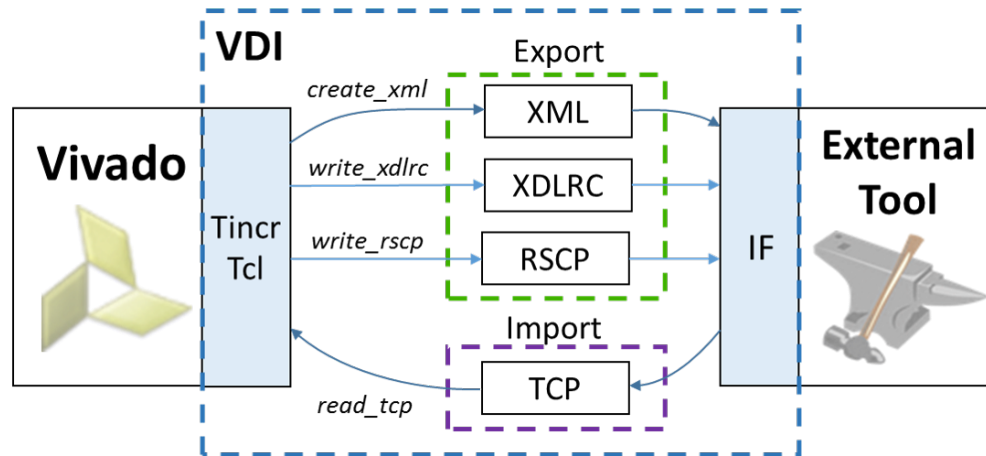 VDI
Export
create_xml
XML
Vivado
write_xdlrc
XDLRC
External
Tool
Tincr
Tcl
write_rscp
RSCP
IF
Import
read_tcp
TCP